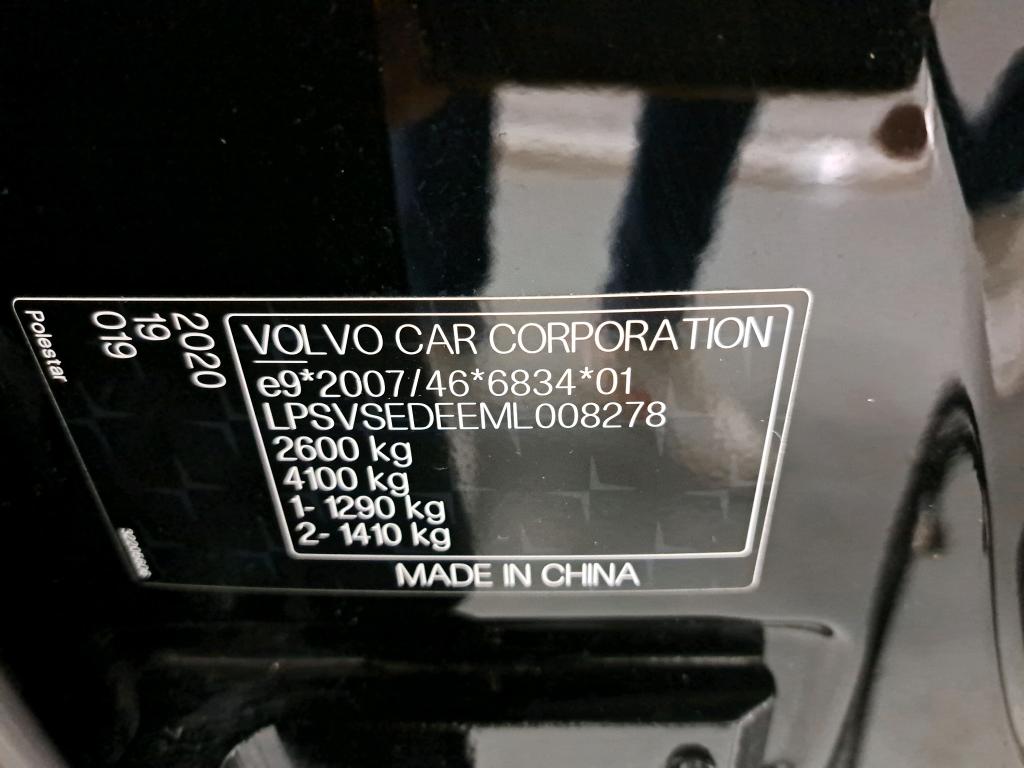 VOLVO CAR CORPORATION
e9*2007/46*6834*01
LPSVSEDEEML008278
2600 kg
4100 kg
1- 1290 kg
2- 1410 kg
MADE IN CHINA
2020
19
019
Polestar